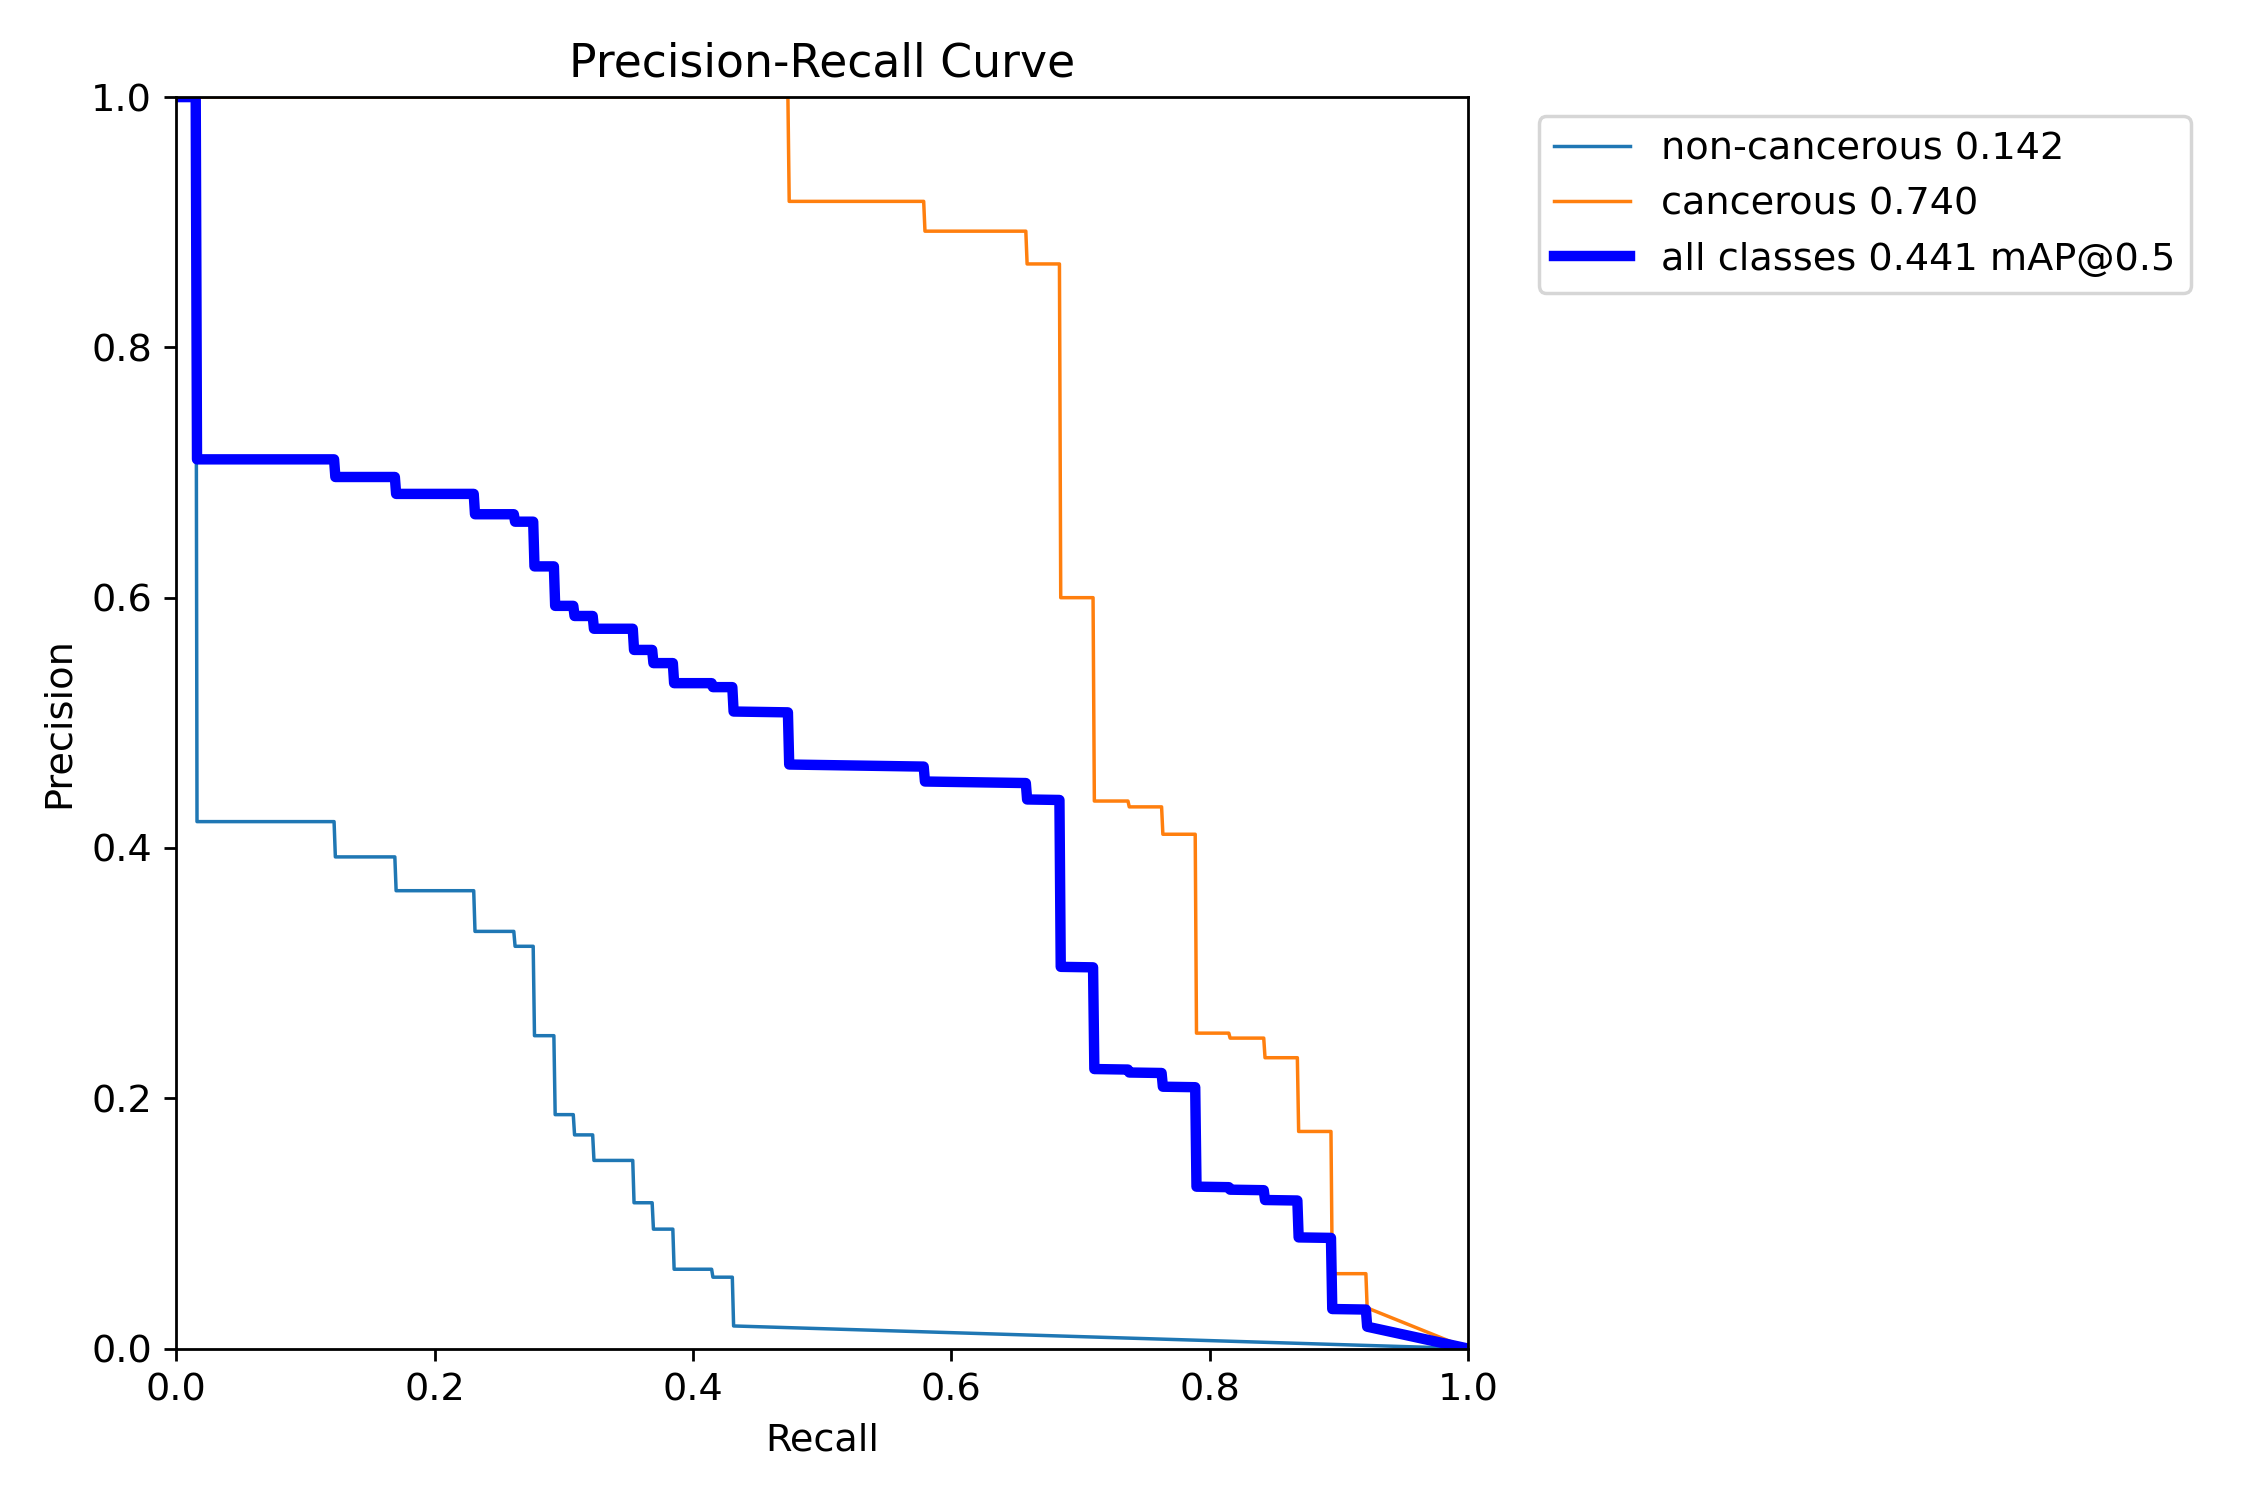 Precision-Recall Curve
1.0
0.8
0.6
0.4
0.2
0.0
Precision
0.0 0.2 0.4 0.6 0.8 1.0
Recall
non-cancerous 0.142
cancerous 0.740
all classes 0.441 mAP@0.5